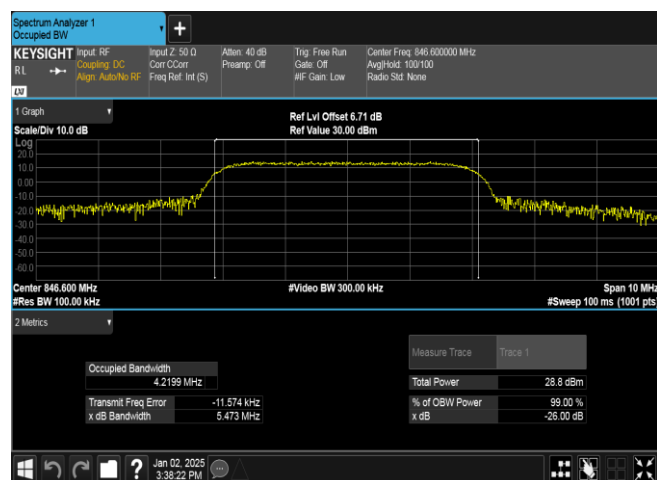 Spectrum Analyzer 1
Occupied BW
+
KEYSIGHT Input: RF Input Z: 50 Ω Atten: 40 dB Trig: Free Run Center Freq: 846.600000 MHz
RL Coupling: DC Corr CCorr Preamp: Off Gate: Off Avg|Hold: 100/100
Align: Auto/No RF Freq Ref: Int (S) #IF Gain: Low Radio Std: None
LXI
1 Graph
Ref Lvl Offset 6.71 dB
Scale/Div 10.0 dB Ref Value 30.00 dBm
Log
20.0
10.0
0.00
-10.0
-20.0
-30.0
-40.0
-50.0
-60.0
Center 846.600 MHz #Video BW 300.00 kHz Span 10 MHz
#Res BW 100.00 kHz #Sweep 100 ms (1001 pts)
2 Metrics
Measure Trace Trace 1
Occupied Bandwidth
4.2199 MHz Total Power 28.8 dBm
Transmit Freq Error -11.574 kHz % of OBW Power 99.00 %
x dB Bandwidth 5.473 MHz x dB -26.00 dB
? Jan 02, 2025
3:38:22 PM